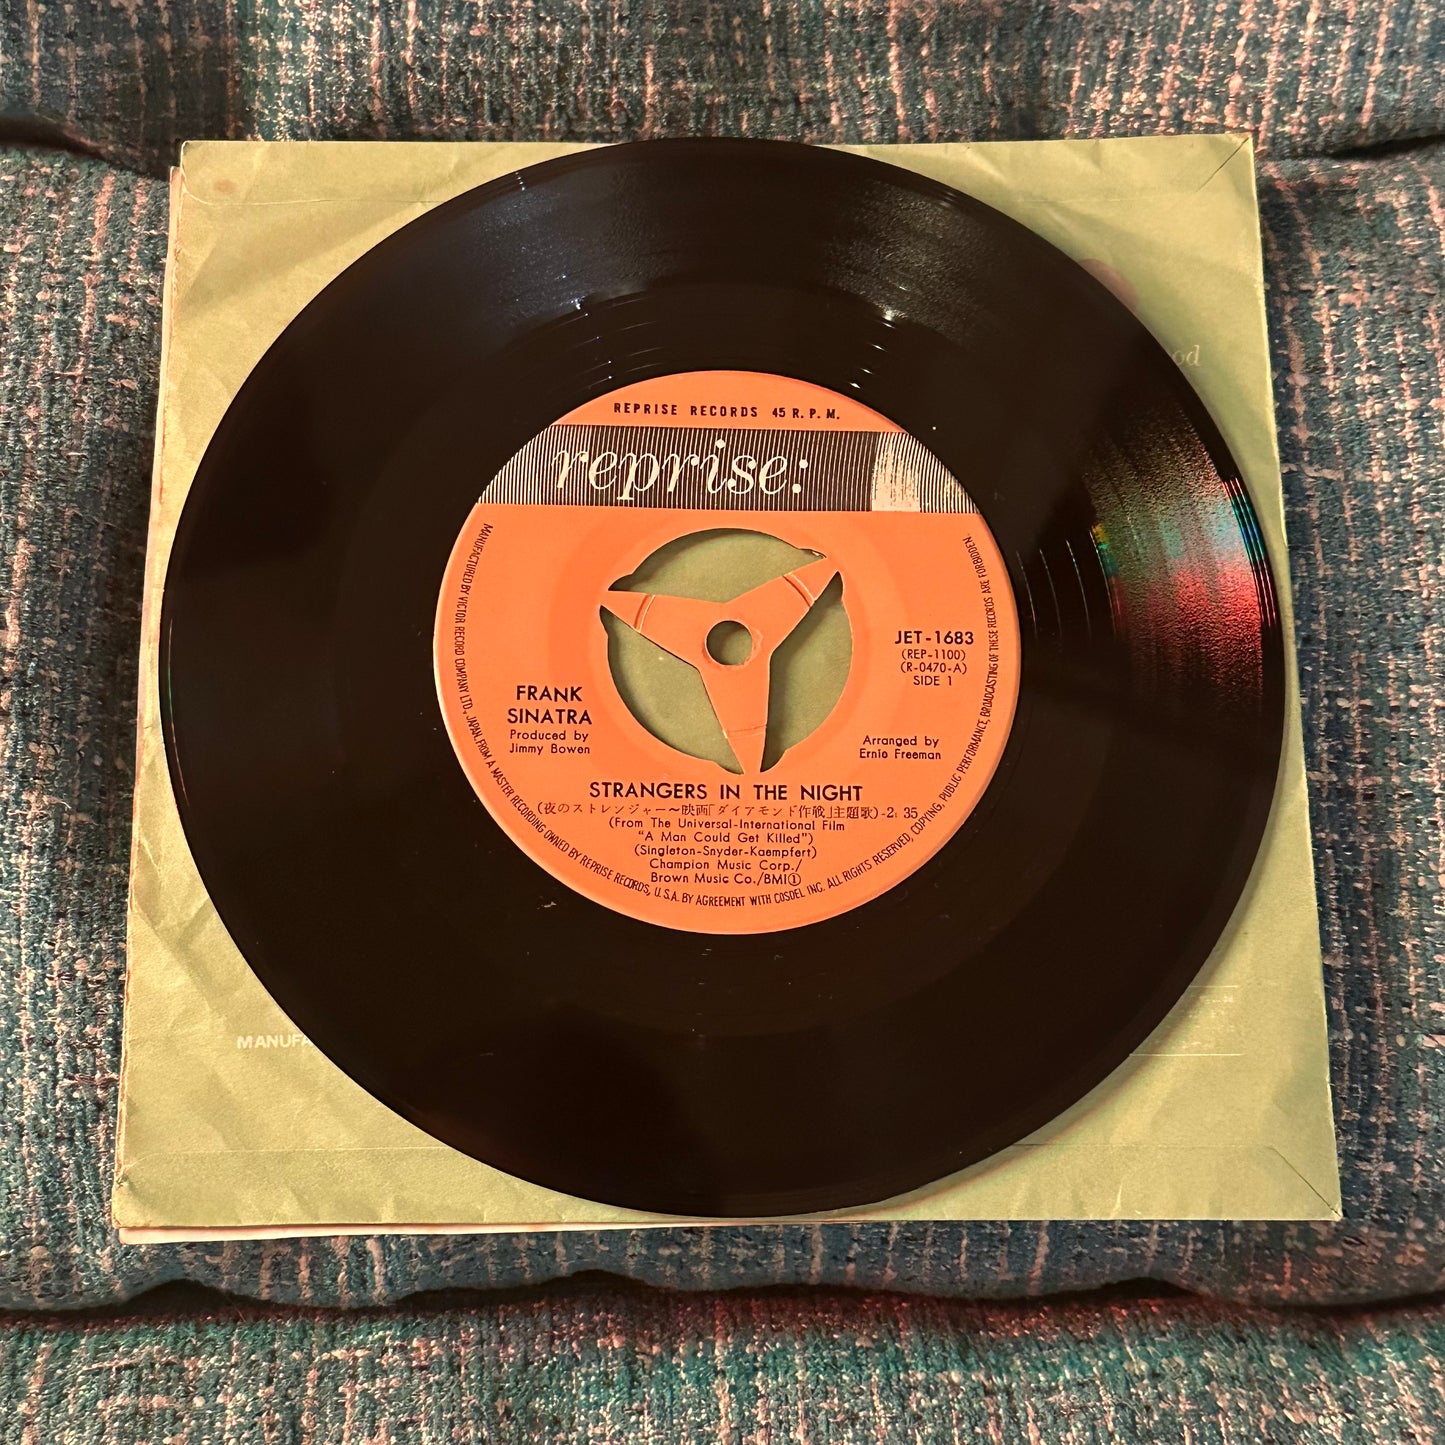 REPRISE RECORDS 45 R.P.M.
reprise:
JET-1683
(REP-1100)
(R-0470-A)
SIDE 1
FRANK
SINATRA
Produced by
Jimmy Bowen
Arranged by
Ernie Freeman
STRANGERS IN THE NIGHT
(夜のストレンジャー〜映画「ダイアモンド作戦」主題歌)-2:35
(From The Universal-International Film
"A Man Could Get Killed")
(Singleton-Snyder-Kaempfert)
Champion Music Corp./
Brown Music Co./BMI①
MANUFACTURED BY VICTOR RECORD COMPANY LTD., JAPAN. FROM A MASTER RECORDING OWNED BY REPRISE RECORDS, U.S.A. BY AGREEMENT WITH COSDEL INC. ALL RIGHTS RESERVED, COPYING, PUBLIC PERFORMANCE, BROADCASTING OF THESE RECORDS ARE FORBIDDEN.
od
MANUFA